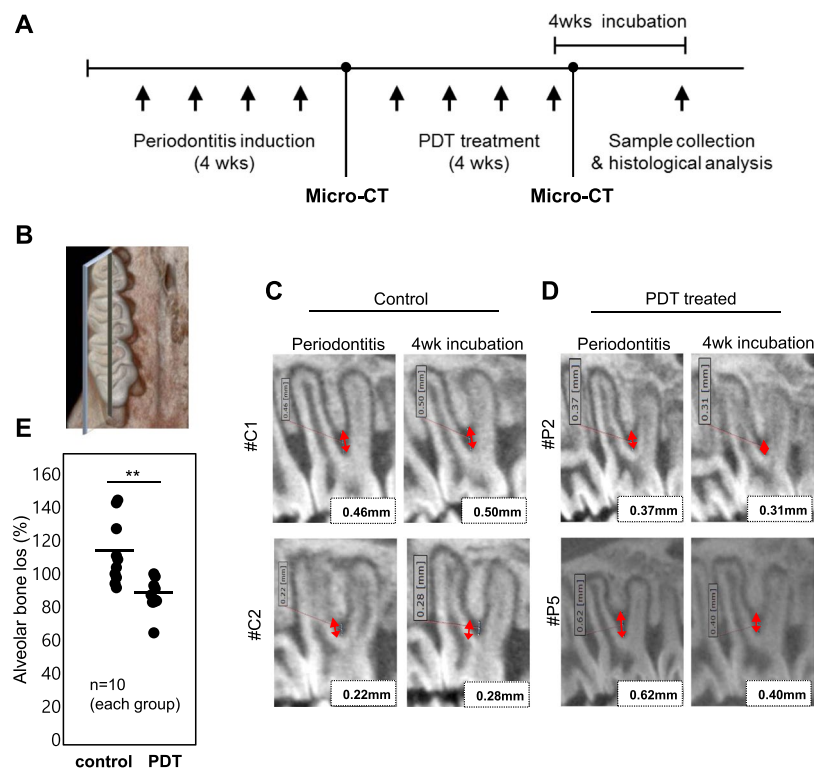 A
4wks incubation
Periodontitis induction
(4 wks)
PDT treatment
(4 wks)
Sample collection
& histological analysis
Micro-CT
Micro-CT
B
C
Control
Periodontitis
4wk incubation
#C1
0.46 [mm]
0.46mm
0.50 [mm]
0.50mm
#C2
0.22 [mm]
0.22mm
0.28 [mm]
0.28mm
D
PDT treated
Periodontitis
4wk incubation
#P2
0.37 [mm]
0.37mm
0.31 [mm]
0.31mm
#P5
0.62 [mm]
0.62mm
0.40 [mm]
0.40mm
E
Alveolar bone los (%)
160
140
120
100
80
60
40
20
0
**
n=10
(each group)
control
PDT